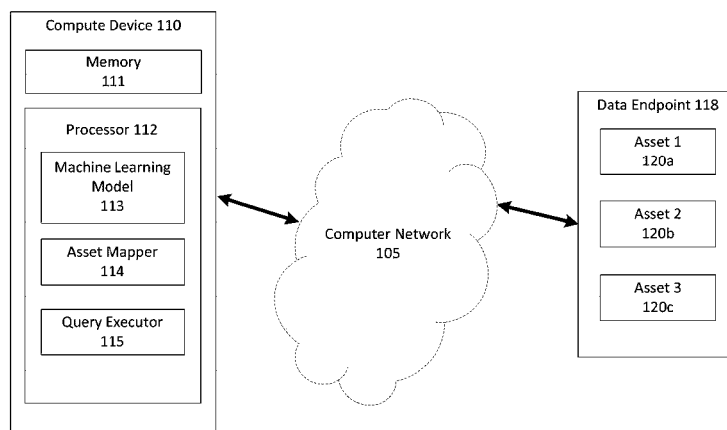 Compute Device 110
Memory
111
Processor 112
Machine Learning
Model
113
Asset Mapper
114
Query Executor
115
Computer Network
105
Data Endpoint 118
Asset 1
120a
Asset 2
120b
Asset 3
120c